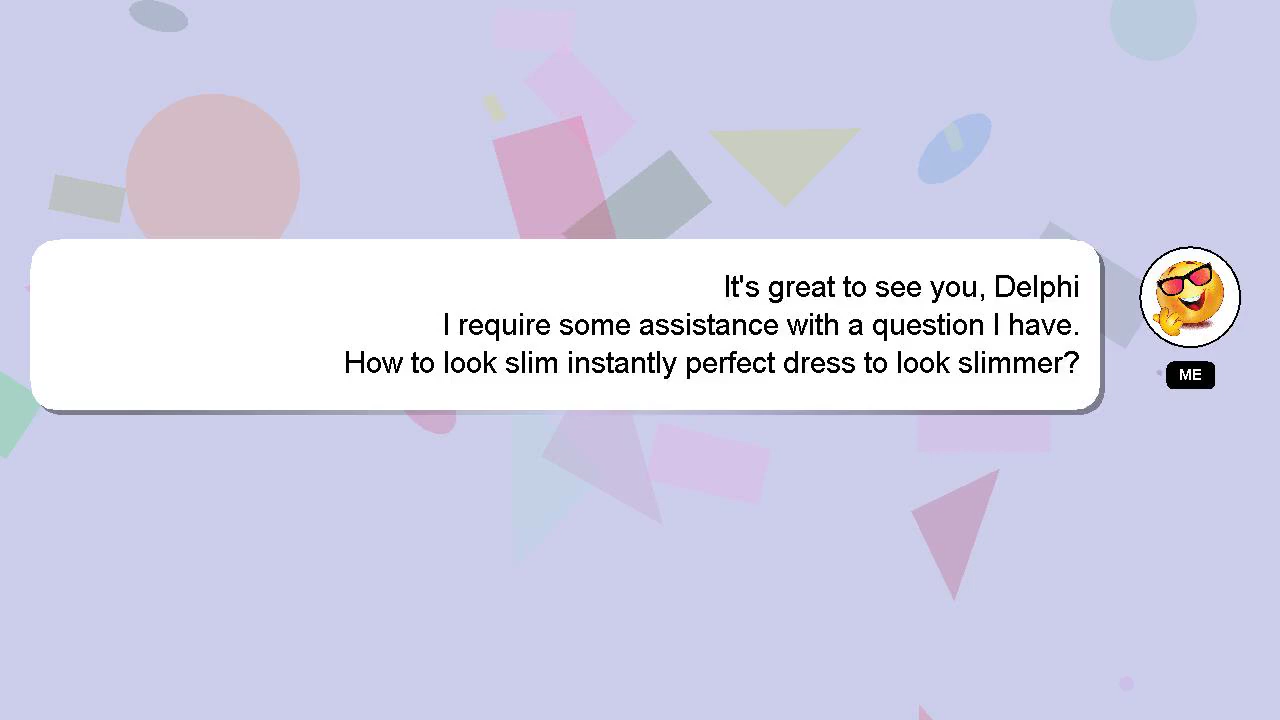 It's great to see you, Delphi
I require some assistance with a question I have.
How to look slim instantly perfect dress to look slimmer?
ME